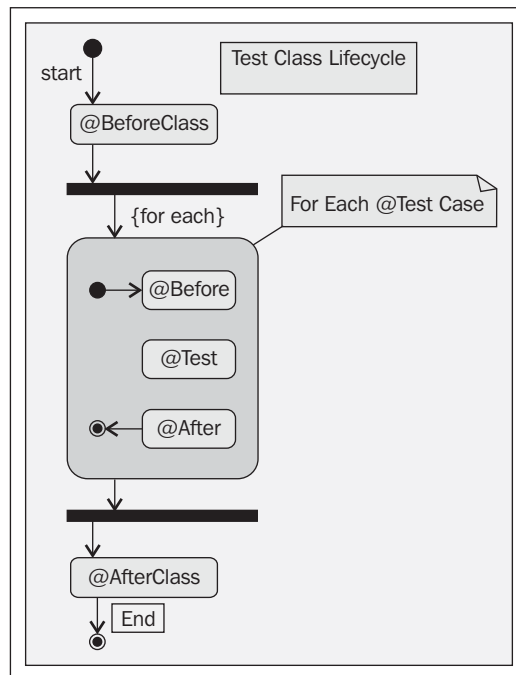 Test Class Lifecycle
start
@BeforeClass
{for each}
For Each @Test Case
@Before
@Test
@After
@AfterClass
End